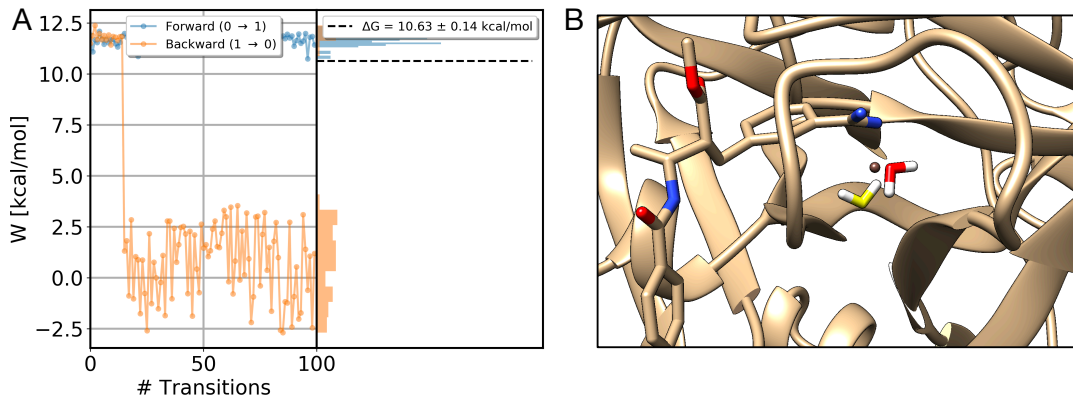 A
B
Forward (0 → 1)
Backward (1 → 0)
ΔG = 10.63 ± 0.14 kcal/mol
W [kcal/mol]
12.5
10.0
7.5
5.0
2.5
0.0
−2.5
0
50
100
# Transitions